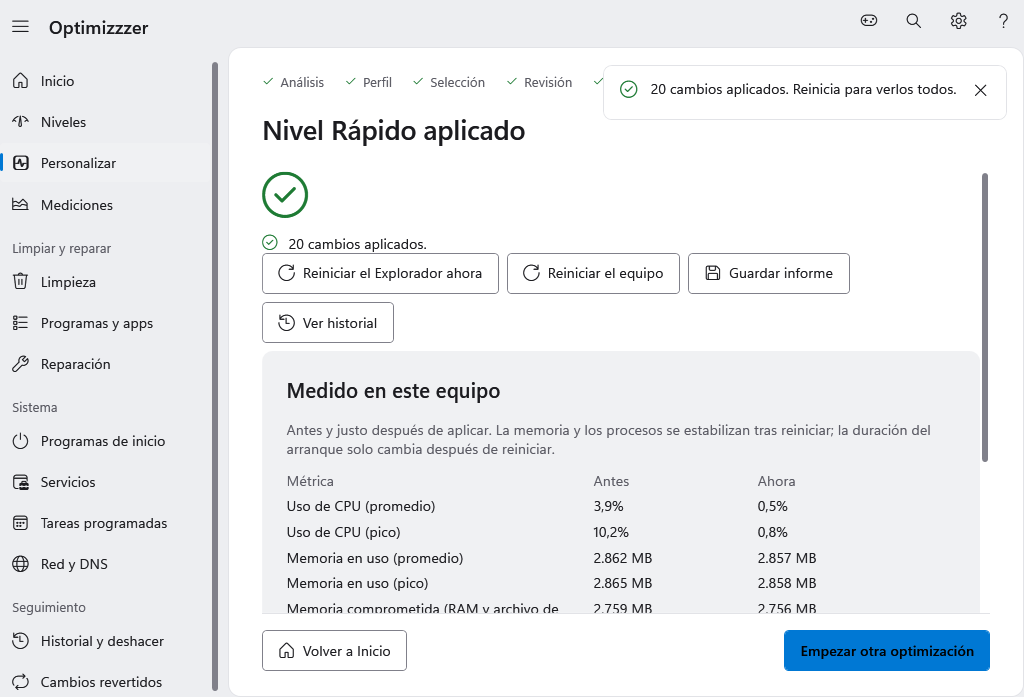 Optimizzzer
Inicio
Niveles
Personalizar
Mediciones
Limpiar y reparar
Limpieza
Programas y apps
Reparación
Sistema
Programas de inicio
Servicios
Tareas programadas
Red y DNS
Seguimiento
Historial y deshacer
Cambios revertidos
Análisis
Perfil
Selección
Revisión
20 cambios aplicados. Reinicia para verlos todos.
Nivel Rápido aplicado
20 cambios aplicados.
Reiniciar el Explorador ahora
Reiniciar el equipo
Guardar informe
Ver historial
Medido en este equipo
Antes y justo después de aplicar. La memoria y los procesos se estabilizan tras reiniciar; la duración del
arranque solo cambia después de reiniciar.
Métrica Antes Ahora
Uso de CPU (promedio) 3,9% 0,5%
Uso de CPU (pico) 10,2% 0,8%
Memoria en uso (promedio) 2.862 MB 2.857 MB
Memoria en uso (pico) 2.865 MB 2.858 MB
Memoria comprometida (RAM y archivo de 2.759 MB 2.756 MB
Volver a Inicio
Empezar otra optimización